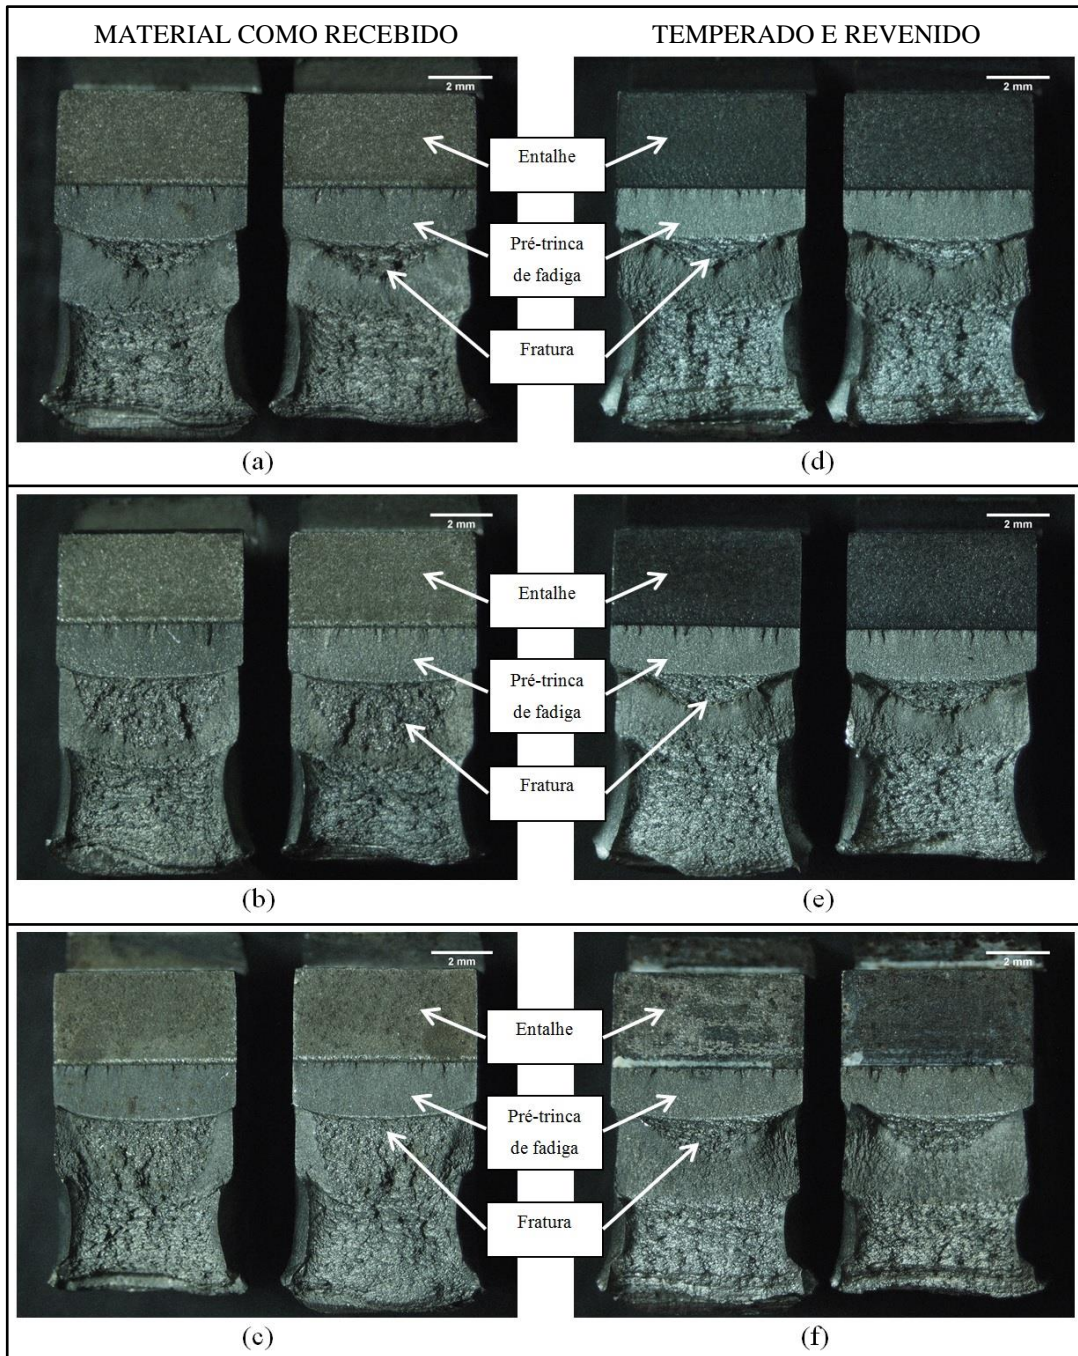 MATERIAL COMO RECEBIDO
TEMPERADO E REVENIDO
2 mm
2 mm
Entalhe
Pré-trinca
de fadiga
Fratura
(a)
(d)
2 mm
2 mm
Entalhe
Pré-trinca
de fadiga
Fratura
(b)
(e)
2 mm
2 mm
Entalhe
Pré-trinca
de fadiga
Fratura
(c)
(f)